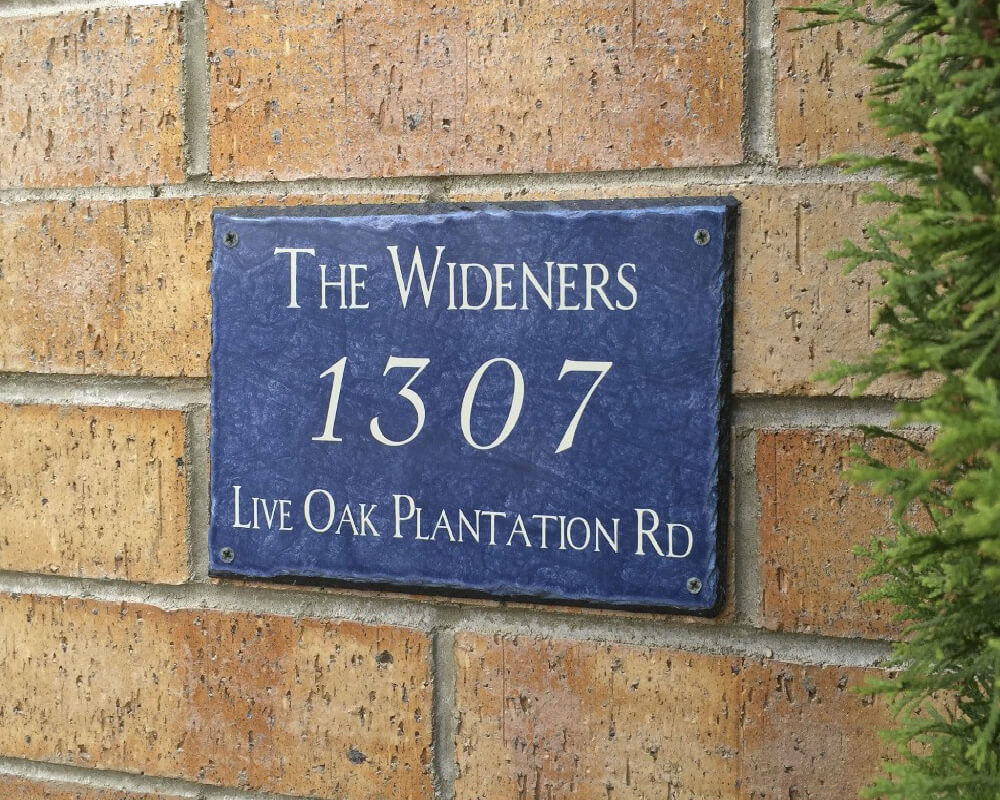 The Wideners
1307
Live Oak Plantation Rd